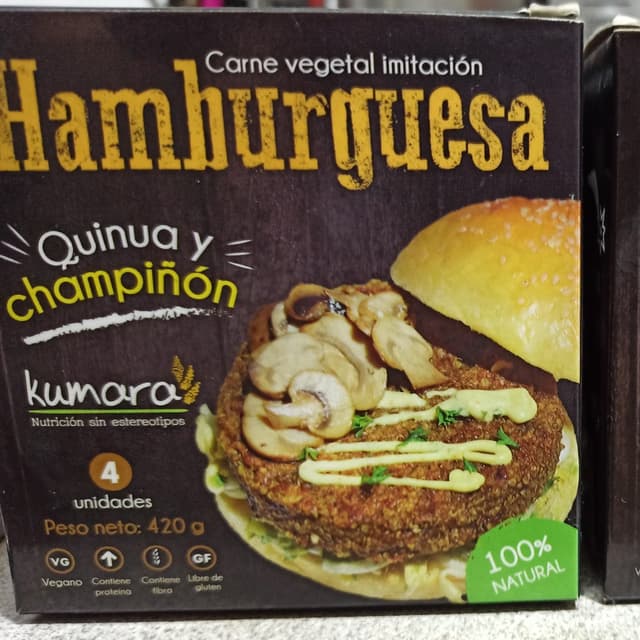 Carne vegetal imitación
Hamburguesa
Quinua y
champiñón
kumara
Nutrición sin estereotipos
4
unidades
Peso neto: 420 g
VG
GF
Vegano
Contiene
proteína
Contiene
fibra
Libre de
gluten
100%
NATURAL